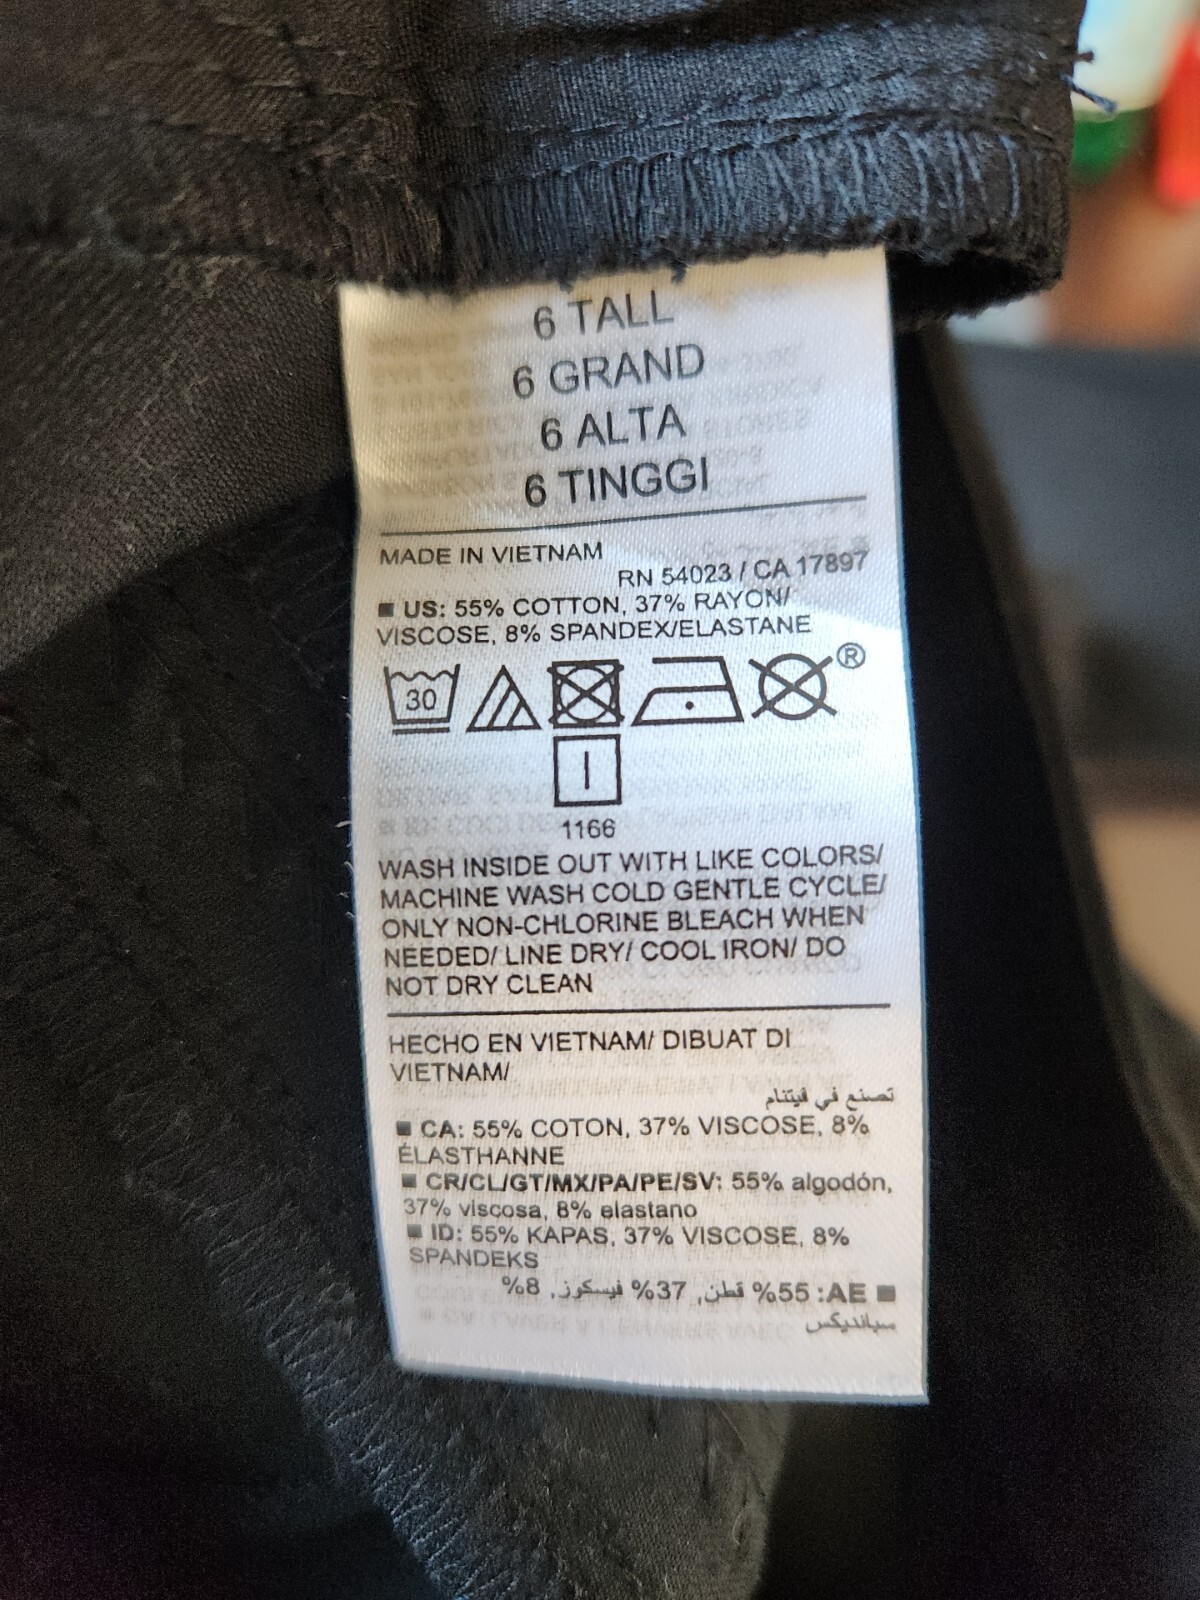 6 TALL
6 GRAND
6 ALTA
6 TINGGI
MADE IN VIETNAM
RN 54023 / CA 17897
■ US: 55% COTTON, 37% RAYON/
VISCOSE, 8% SPANDEX/ELASTANE
30
®
1166
WASH INSIDE OUT WITH LIKE COLORS/
MACHINE WASH COLD GENTLE CYCLE/
ONLY NON-CHLORINE BLEACH WHEN
NEEDED/ LINE DRY/ COOL IRON/ DO
NOT DRY CLEAN
HECHO EN VIETNAM/ DIBUAT DI
VIETNAM/
تصنع في فيتنام
■ CA: 55% COTON, 37% VISCOSE, 8%
ÉLASTHANNE
■ CR/CL/GT/MX/PA/PE/SV: 55% algodón,
37% viscosa, 8% elastano
■ ID: 55% KAPAS, 37% VISCOSE, 8%
SPANDEKS
■ AE: 55% قطن, 37% فيسكوز, 8%
سباندیکس